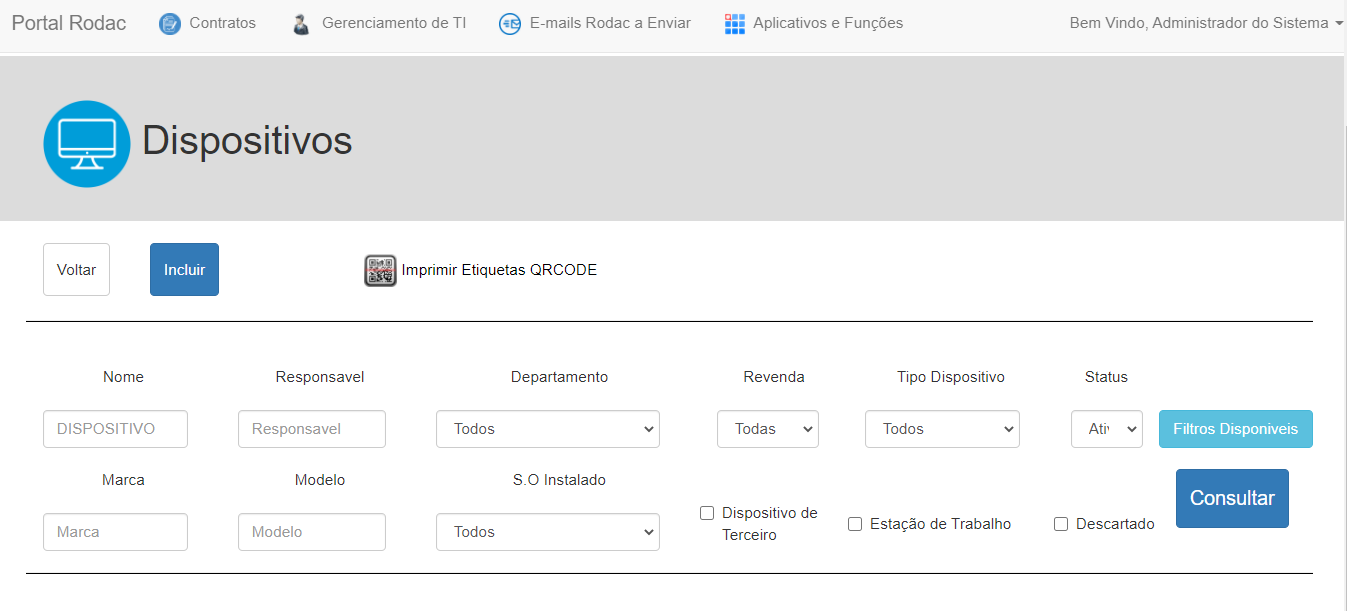 Portal Rodac Contratos Gerenciamento de TI E-mails Rodac a Enviar Aplicativos e Funções Bem Vindo, Administrador do Sistema
Dispositivos
Voltar Incluir Imprimir Etiquetas QRCODE
Nome Responsavel Departamento Revenda Tipo Dispositivo Status
DISPOSITIVO Responsavel Todos Todas Todos Ati Filtros Disponiveis
Marca Modelo S.O Instalado
Consultar
Marca Modelo Todos
Dispositivo de
Terceiro
Estação de Trabalho Descartado